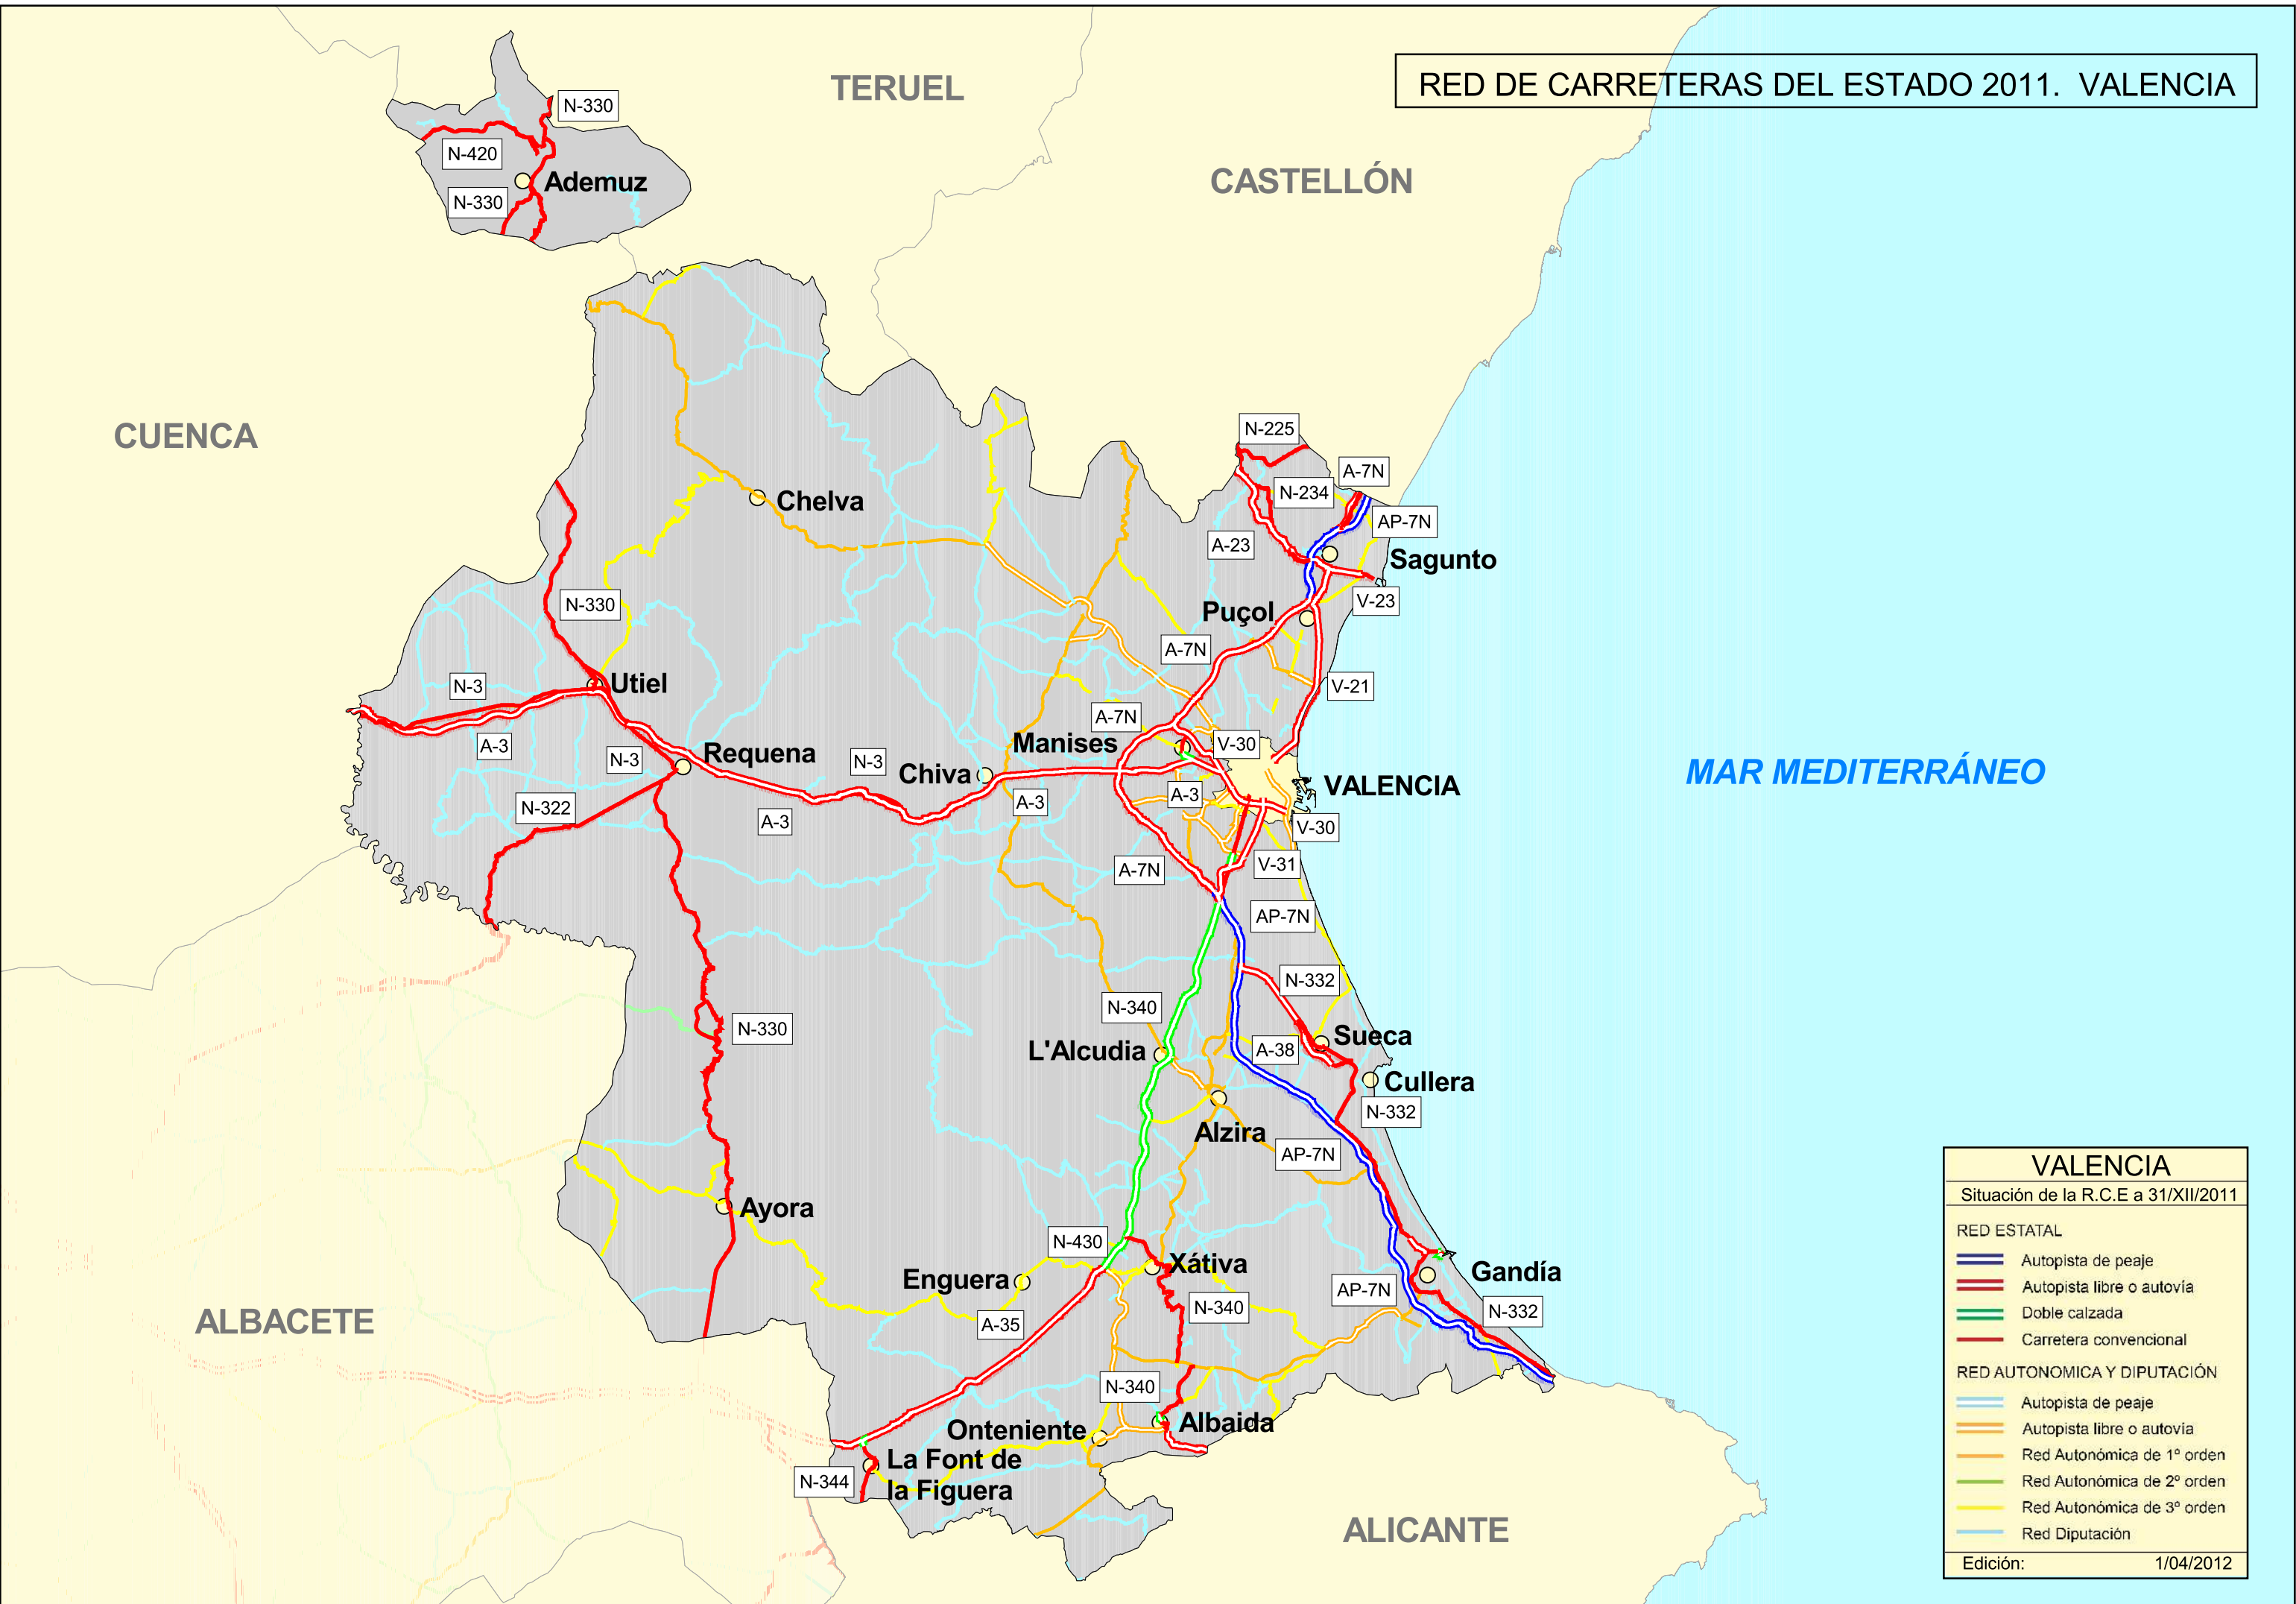 RED DE CARRETERAS DEL ESTADO 2011. VALENCIA
TERUEL
N-330
N-420
Ademuz
N-330
CASTELLÓN
CUENCA
N-225
A-7N
N-234
Chelva
AP-7N
A-23
Sagunto
N-330
V-23
Puçol
A-7N
N-3
Utiel
V-21
A-7N
A-3
N-3
Requena
N-3
Manises
V-30
Chiva
MAR MEDITERRÁNEO
VALENCIA
N-322
A-3
A-3
A-3
V-30
A-7N
V-31
AP-7N
N-332
N-340
N-330
L'Alcudia
A-38
Sueca
Cullera
N-332
Alzira
AP-7N
Ayora
N-430
Xátiva
Enguera
Gandía
AP-7N
N-340
N-332
A-35
ALBACETE
N-340
Onteniente
Albaida
La Font de
la Figuera
N-344
ALICANTE
VALENCIA
Situación de la R.C.E a 31/XII/2011
RED ESTATAL
Autopista de peaje
Autopista libre o autovía
Doble calzada
Carretera convencional
RED AUTONOMICA Y DIPUTACIÓN
Autopista de peaje
Autopista libre o autovía
Red Autonómica de 1º orden
Red Autonómica de 2º orden
Red Autonómica de 3º orden
Red Diputación
Edición: 1/04/2012